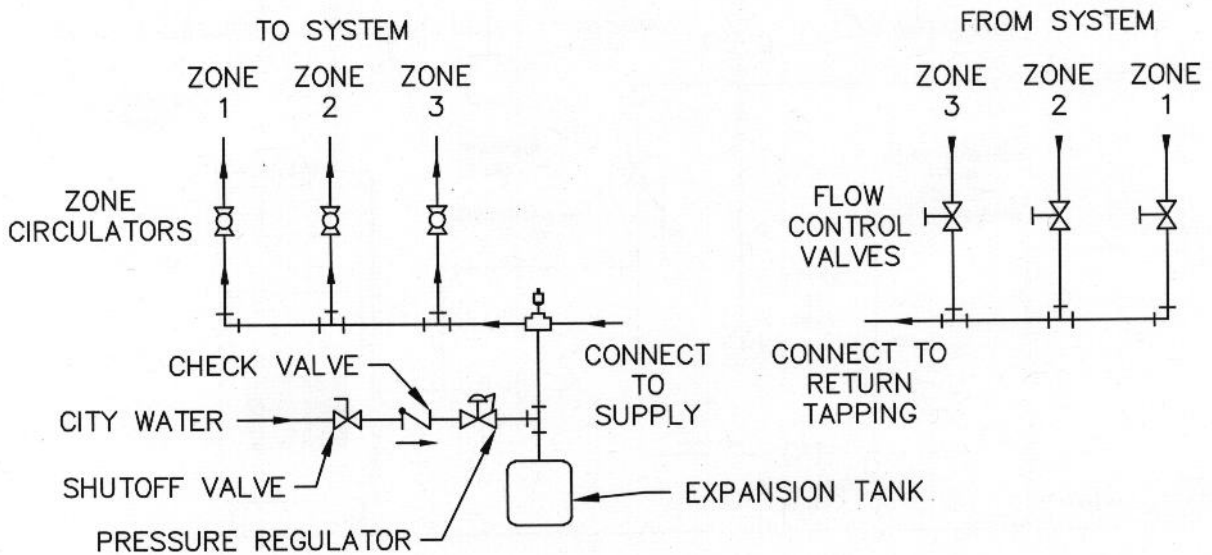 TO SYSTEM
ZONE
1
ZONE
2
ZONE
3
ZONE
CIRCULATORS
FROM SYSTEM
ZONE
3
ZONE
2
ZONE
1
FLOW
CONTROL
VALVES
CONNECT
TO
SUPPLY
CONNECT TO
RETURN
TAPPING
CHECK VALVE
CITY WATER
SHUTOFF VALVE
PRESSURE REGULATOR
EXPANSION TANK